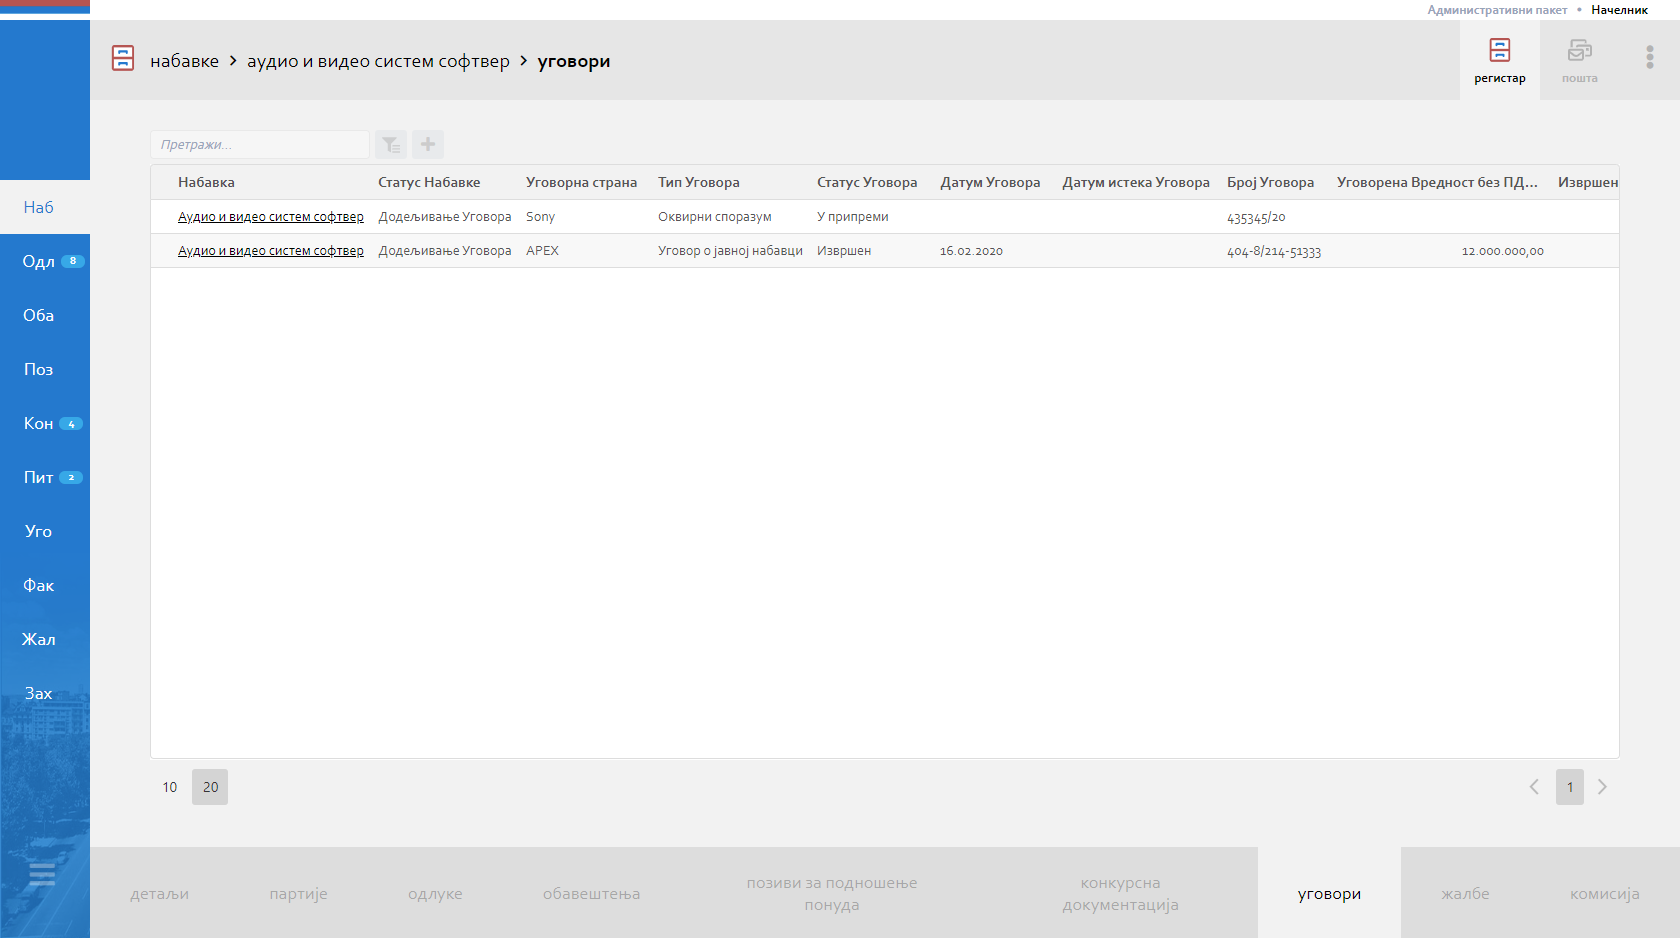 Административни пакет • Начелник
набавке > аудио и видео систем софтвер > уговори
регистар
пошта
Претражи...
Набавка Статус Набавке Уговорна страна Тип Уговора Статус Уговора Датум Уговора Датум истека Уговора Број Уговора Уговорена Вредност без ПД... Извршен
Аудио и видео систем софтвер Додељивање Уговора Sony Оквирни споразум У припреми 435345/20
Аудио и видео систем софтвер Додељивање Уговора APEX Уговор о јавној набавци Извршен 16.02.2020 404-8/214-51333 12.000.000,00
Наб
Одл 8
Оба
Поз
Кон 4
Пит 2
Уго
Фак
Жал
Зах
10 20
1
детаљи
партије
одлуке
обавештења
позиви за подношење
понуда
конкурсна
документација
уговори
жалбе
комисија